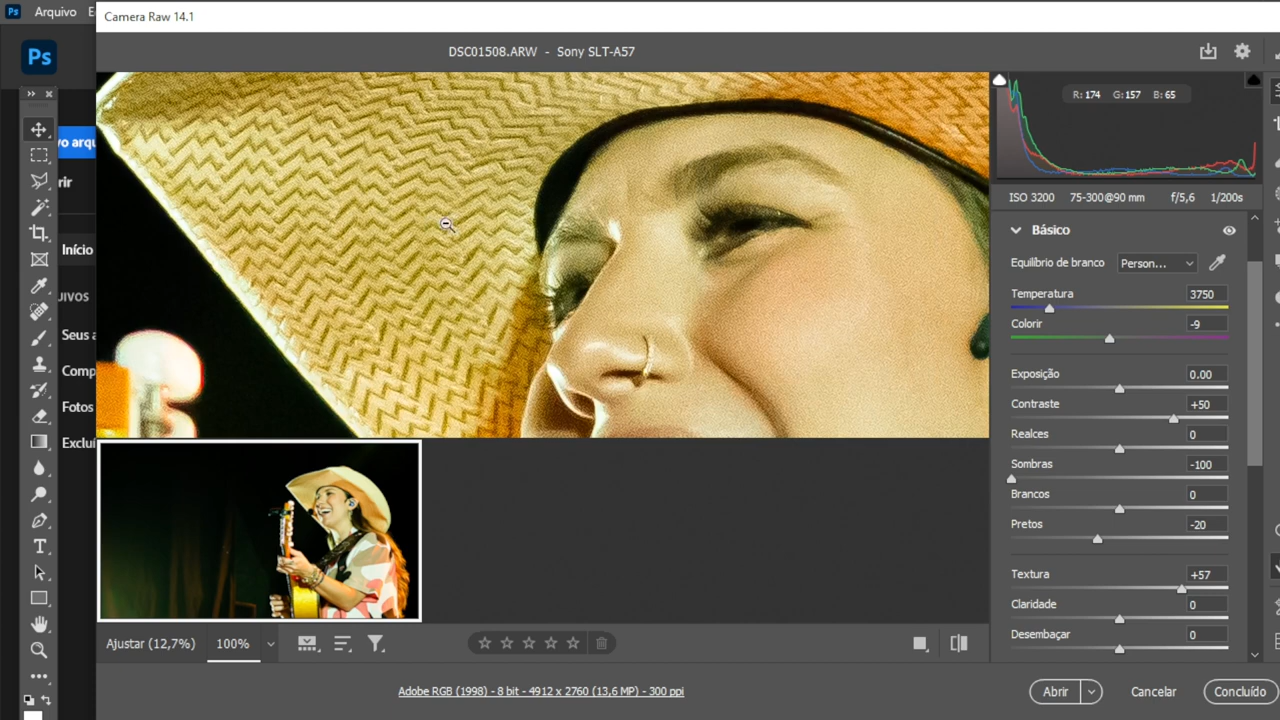 Ps Arquivo E
Camera Raw 14.1
DSC01508.ARW - Sony SLT-A57
Ps
R: 174 G: 157 B: 65
ISO 3200 75-300@90 mm f/5,6 1/200s
vo arqu
rir
Início
UIVOS
Seus a
Comp
Fotos
Excluí
Básico
Equilíbrio de branco Person...
Temperatura 3750
Colorir -9
Exposição 0.00
Contraste +50
Realces 0
Sombras -100
Brancos 0
Pretos -20
Textura +57
Claridade 0
Desembaçar 0
Ajustar (12,7%) 100%
Adobe RGB (1998) - 8 bit - 4912 x 2760 (13,6 MP) - 300 ppi
Abrir Cancelar Concluído